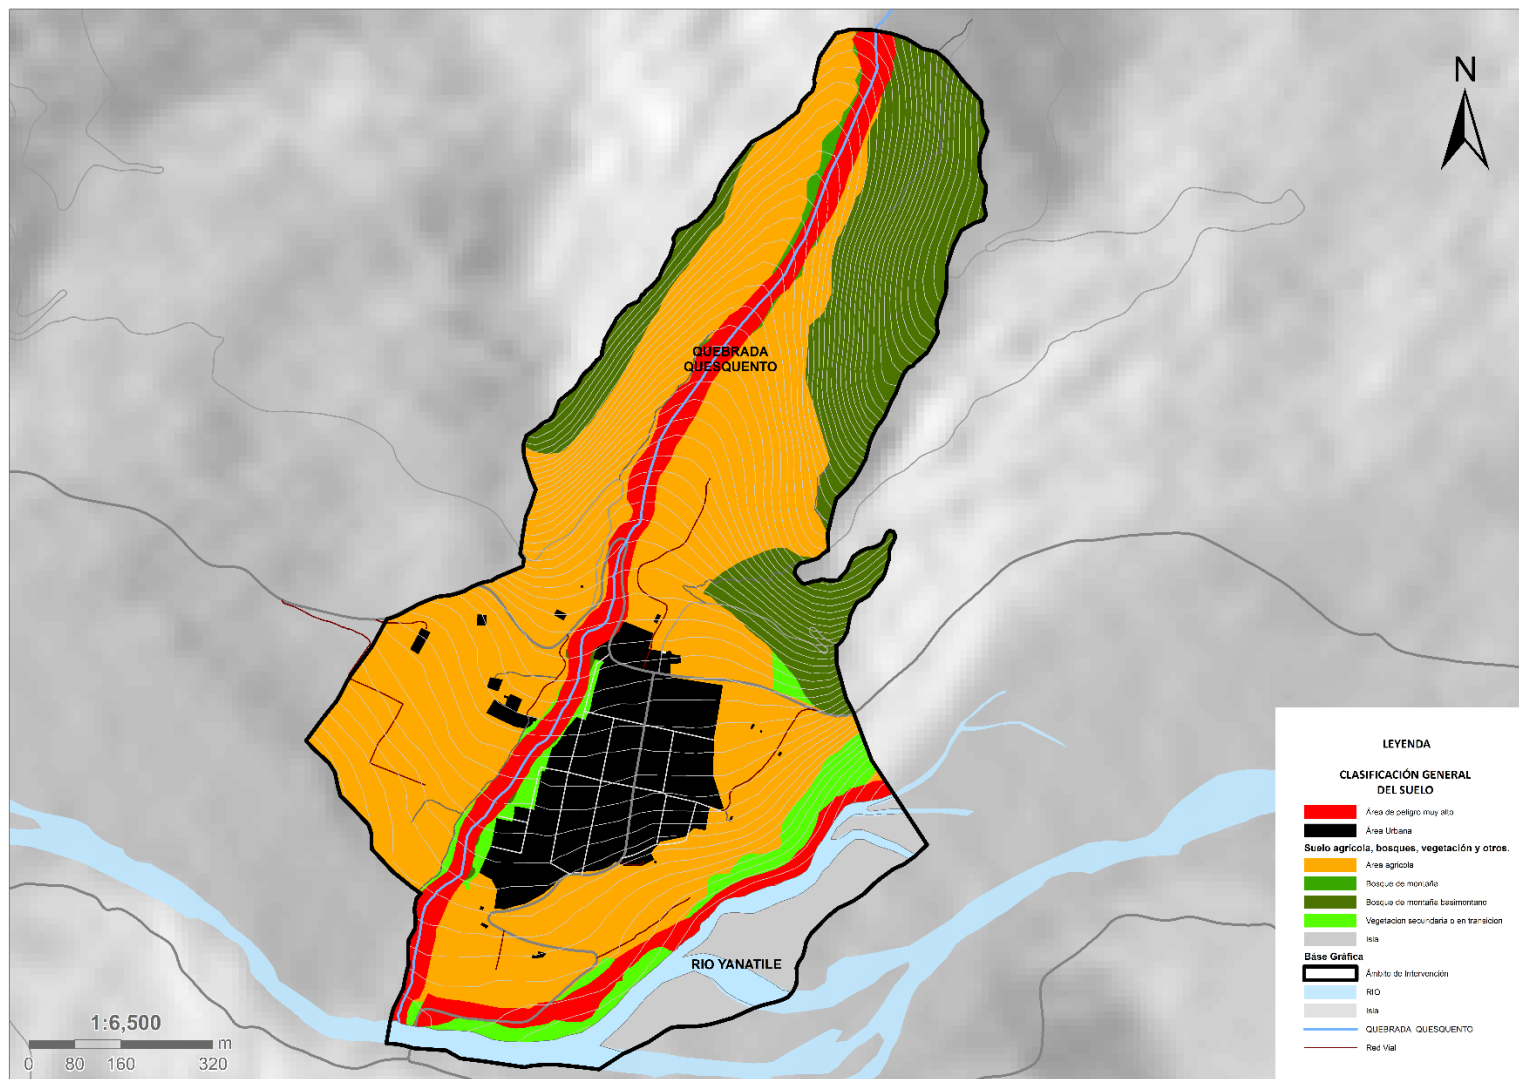 N
QUEBRADA
QUESQUENTO
RIO YANATILE
1:6,500
m
0 80 160 320
LEYENDA
CLASIFICACIÓN GENERAL
DEL SUELO
Área de peligro muy alto
Área Urbana
Suelo agrícola, bosques, vegetación y otros.
Area agrícola
Bosque de montaña
Bosque de montaña basimontano
Vegetacion secundaria o en transicion
Isla
Báse Gráfica
Ámbito de Intervención
RIO
Isla
QUEBRADA QUESQUENTO
Red Vial